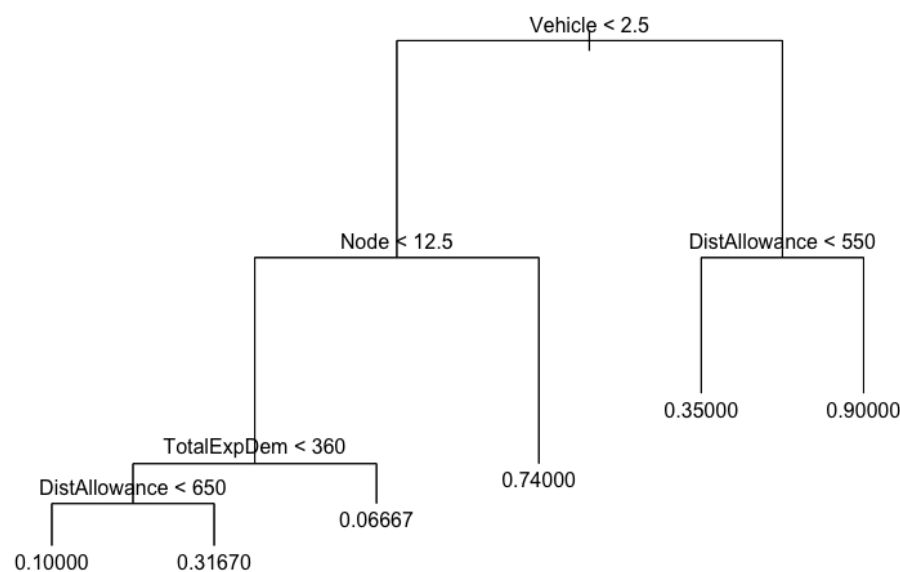 Vehicle < 2.5
Node < 12.5
DistAllowance < 550
0.35000
0.90000
TotalExpDem < 360
0.74000
DistAllowance < 650
0.06667
0.10000
0.31670